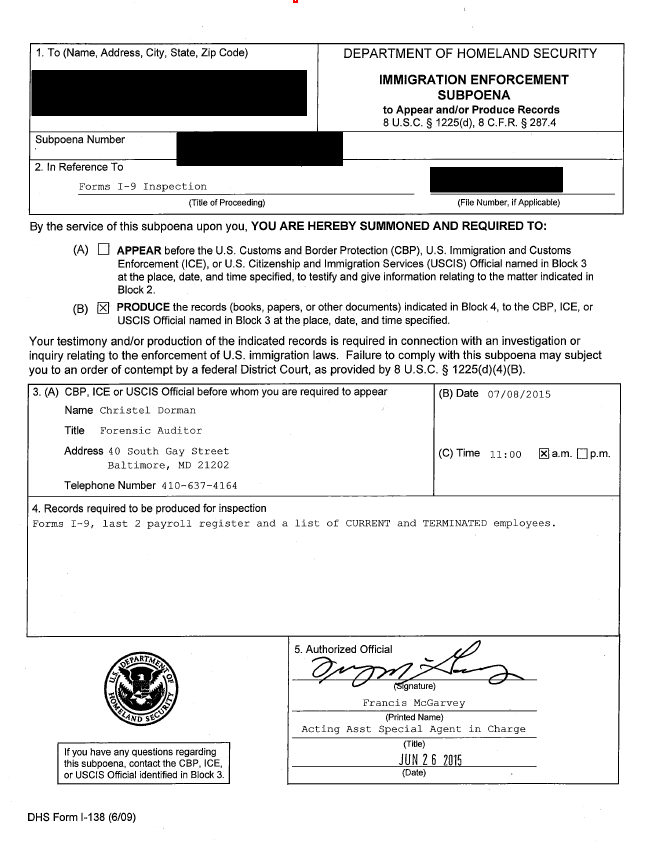 1. To (Name, Address, City, State, Zip Code)
DEPARTMENT OF HOMELAND SECURITY
IMMIGRATION ENFORCEMENT
SUBPOENA
to Appear and/or Produce Records
8 U.S.C. § 1225(d), 8 C.F.R. § 287.4
Subpoena Number
2. In Reference To
Forms I-9 Inspection
(Title of Proceeding)
(File Number, if Applicable)
By the service of this subpoena upon you, YOU ARE HEREBY SUMMONED AND REQUIRED TO:
(A) ☐ APPEAR before the U.S. Customs and Border Protection (CBP), U.S. Immigration and Customs
Enforcement (ICE), or U.S. Citizenship and Immigration Services (USCIS) Official named in Block 3
at the place, date, and time specified, to testify and give information relating to the matter indicated in
Block 2.
(B) ☒ PRODUCE the records (books, papers, or other documents) indicated in Block 4, to the CBP, ICE, or
USCIS Official named in Block 3 at the place, date, and time specified.
Your testimony and/or production of the indicated records is required in connection with an investigation or
inquiry relating to the enforcement of U.S. immigration laws. Failure to comply with this subpoena may subject
you to an order of contempt by a federal District Court, as provided by 8 U.S.C. § 1225(d)(4)(B).
3. (A) CBP, ICE or USCIS Official before whom you are required to appear
Name Christel Dorman
Title Forensic Auditor
Address 40 South Gay Street
Baltimore, MD 21202
Telephone Number 410-637-4164
(B) Date 07/08/2015
(C) Time 11:00 ☒ a.m. ☐ p.m.
4. Records required to be produced for inspection
Forms I-9, last 2 payroll register and a list of CURRENT and TERMINATED employees.
U.S. DEPARTMENT OF
HOMELAND SECURITY
If you have any questions regarding
this subpoena, contact the CBP, ICE,
or USCIS Official identified in Block 3.
5. Authorized Official
(Signature)
Francis McGarvey
(Printed Name)
Acting Asst Special Agent in Charge
(Title)
JUN 26 2015
(Date)
DHS Form I-138 (6/09)